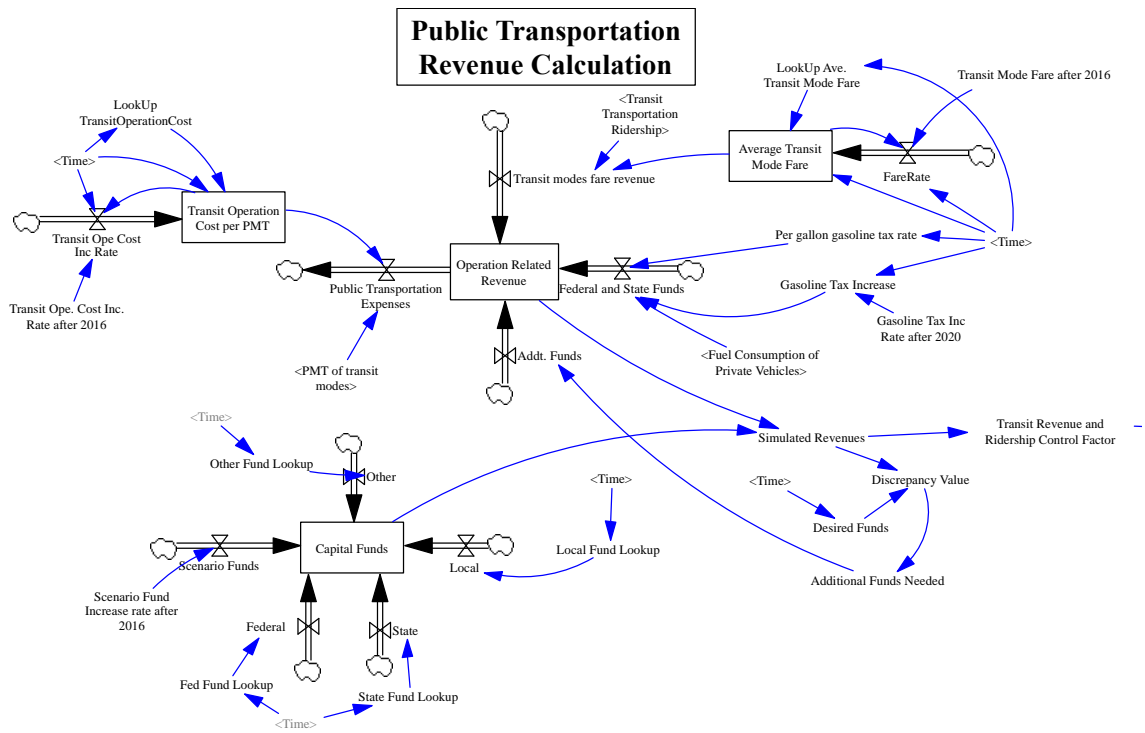 Public Transportation
Revenue Calculation
LookUp Ave.
Transit Mode Fare
Transit Mode Fare after 2016
<Transit
Transportation
Ridership>
LookUp
TransitOperationCost
<Time>
Average Transit
Mode Fare
FareRate
Transit modes fare revenue
Transit Operation
Cost per PMT
Transit Ope Cost
Inc Rate
Per gallon gasoline tax rate
<Time>
Operation Related
Revenue
Public Transportation
Expenses
Federal and State Funds
Gasoline Tax Increase
Transit Ope. Cost Inc.
Rate after 2016
Gasoline Tax Inc
Rate after 2020
Addt. Funds
<Fuel Consumption of
Private Vehicles>
<PMT of transit
modes>
<Time>
Simulated Revenues
Transit Revenue and
Ridership Control Factor
Other Fund Lookup
Other
<Time>
<Time>
Discrepancy Value
Desired Funds
Capital Funds
Scenario Funds
Local
Local Fund Lookup
Additional Funds Needed
Scenario Fund
Increase rate after
2016
Federal
State
Fed Fund Lookup
State Fund Lookup
<Time>